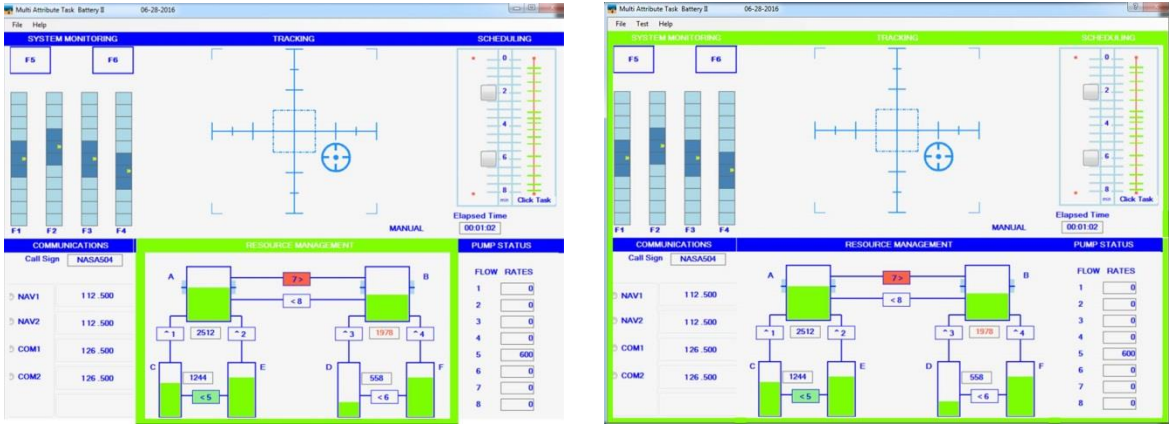 Multi Attribute Task Battery II 06-28-2016
File Help
SYSTEM MONITORING TRACKING SCHEDULING
F5 F6
0
2
4
6
8
min Click Task
Elapsed Time
F1 F2 F3 F4 MANUAL 00:01:02
COMMUNICATIONS RESOURCE MANAGEMENT PUMP STATUS
Call Sign NASA504
A B FLOW RATES
7 >
< 8
NAV1 112.500
NAV2 112.500
COM1 126.500
COM2 126.500
^ 1 2512 ^ 2 ^ 3 1978 ^ 4
C E D F
1244 558
< 5 < 6
1 0
2 0
3 0
4 0
5 600
6 0
7 0
8 0
Multi Attribute Task Battery II 06-28-2016
File Test Help
SYSTEM MONITORING TRACKING SCHEDULING
F5 F6
0
2
4
6
8
min Click Task
Elapsed Time
F1 F2 F3 F4 MANUAL 00:01:02
COMMUNICATIONS RESOURCE MANAGEMENT PUMP STATUS
Call Sign NASA504
A B FLOW RATES
7 >
< 8
NAV1 112.500
NAV2 112.500
COM1 126.500
COM2 126.500
^ 1 2512 ^ 2 ^ 3 1978 ^ 4
C E D F
1244 558
< 5 < 6
1 0
2 0
3 0
4 0
5 600
6 0
7 0
8 0